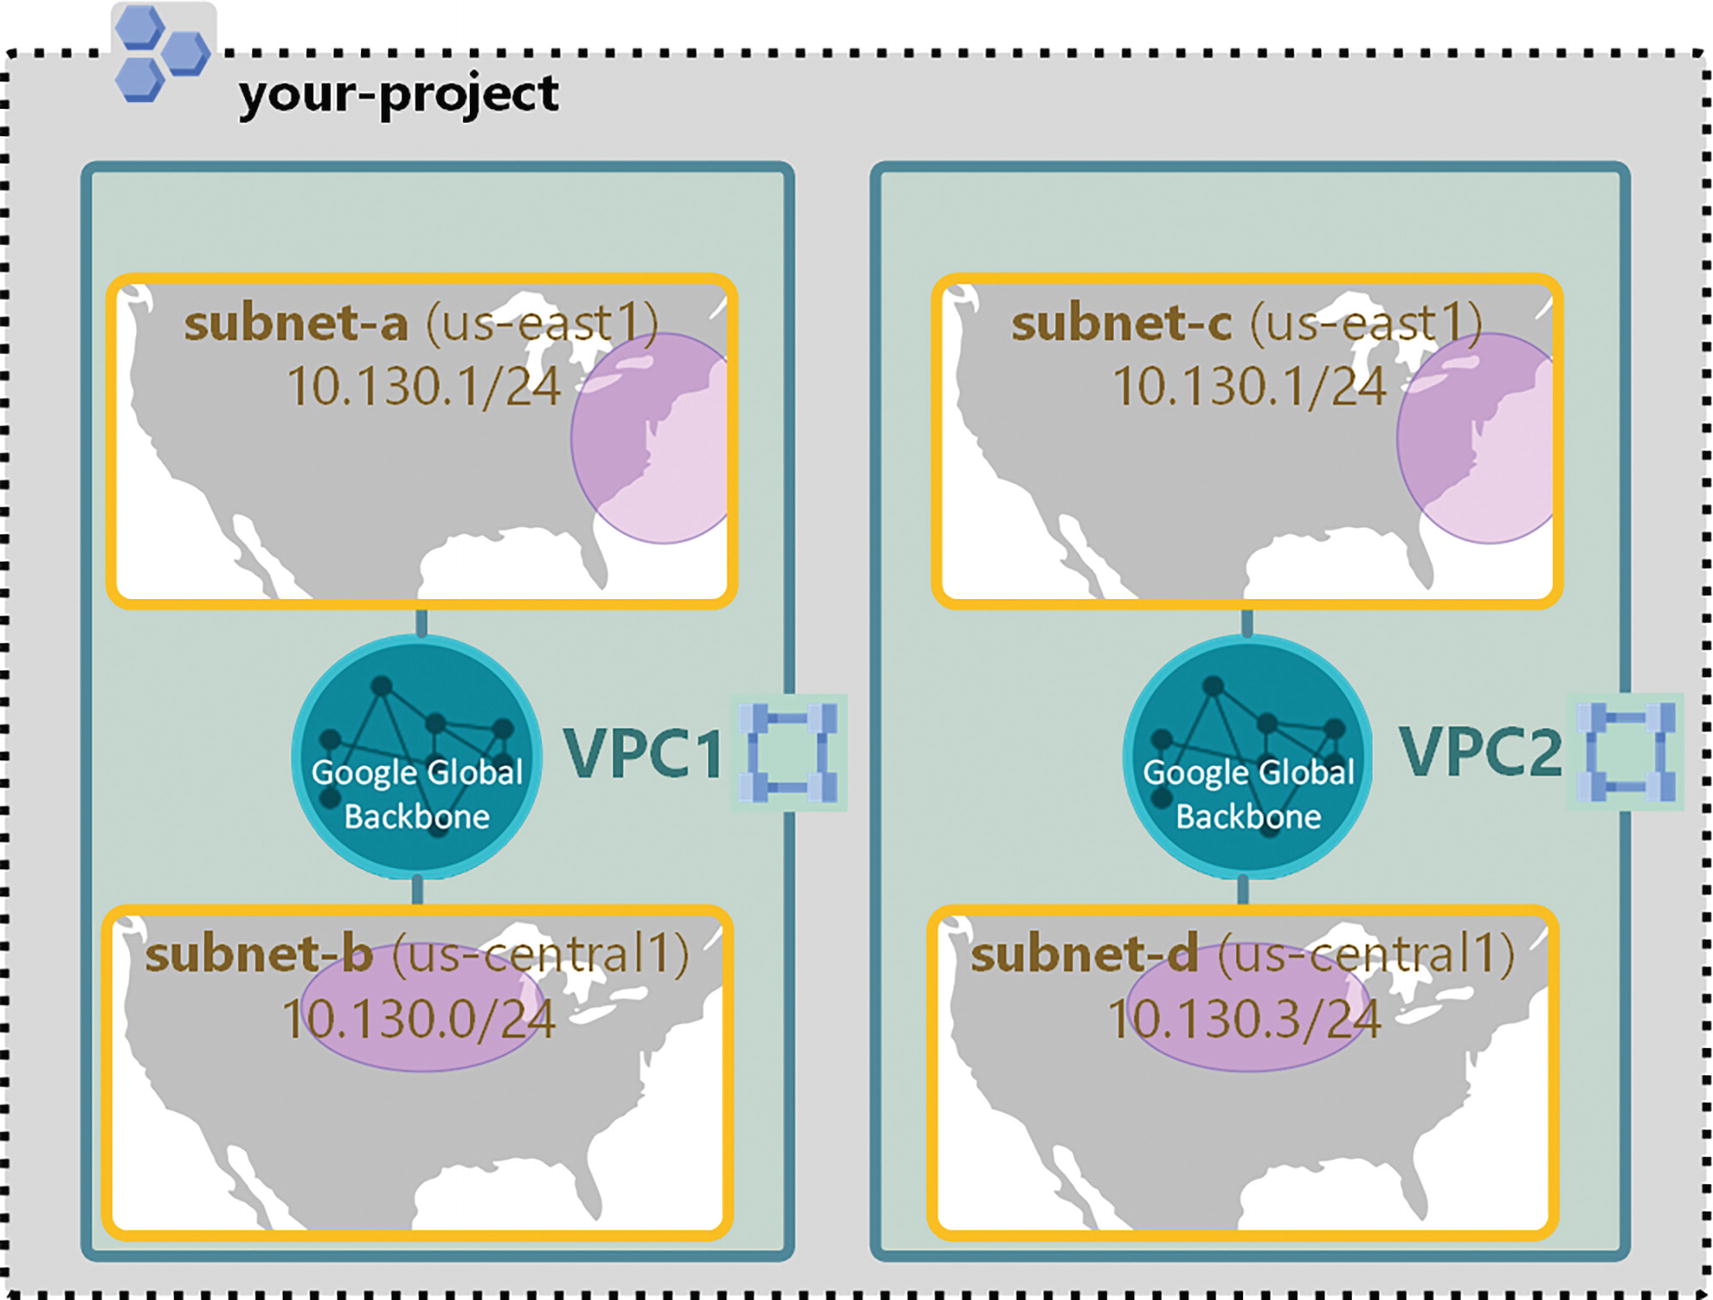 your-project
subnet-a (us-east1)
10.130.1/24
Google Global
Backbone
VPC1
subnet-b (us-central1)
10.130.0/24
subnet-c (us-east1)
10.130.1/24
Google Global
Backbone
VPC2
subnet-d (us-central1)
10.130.3/24